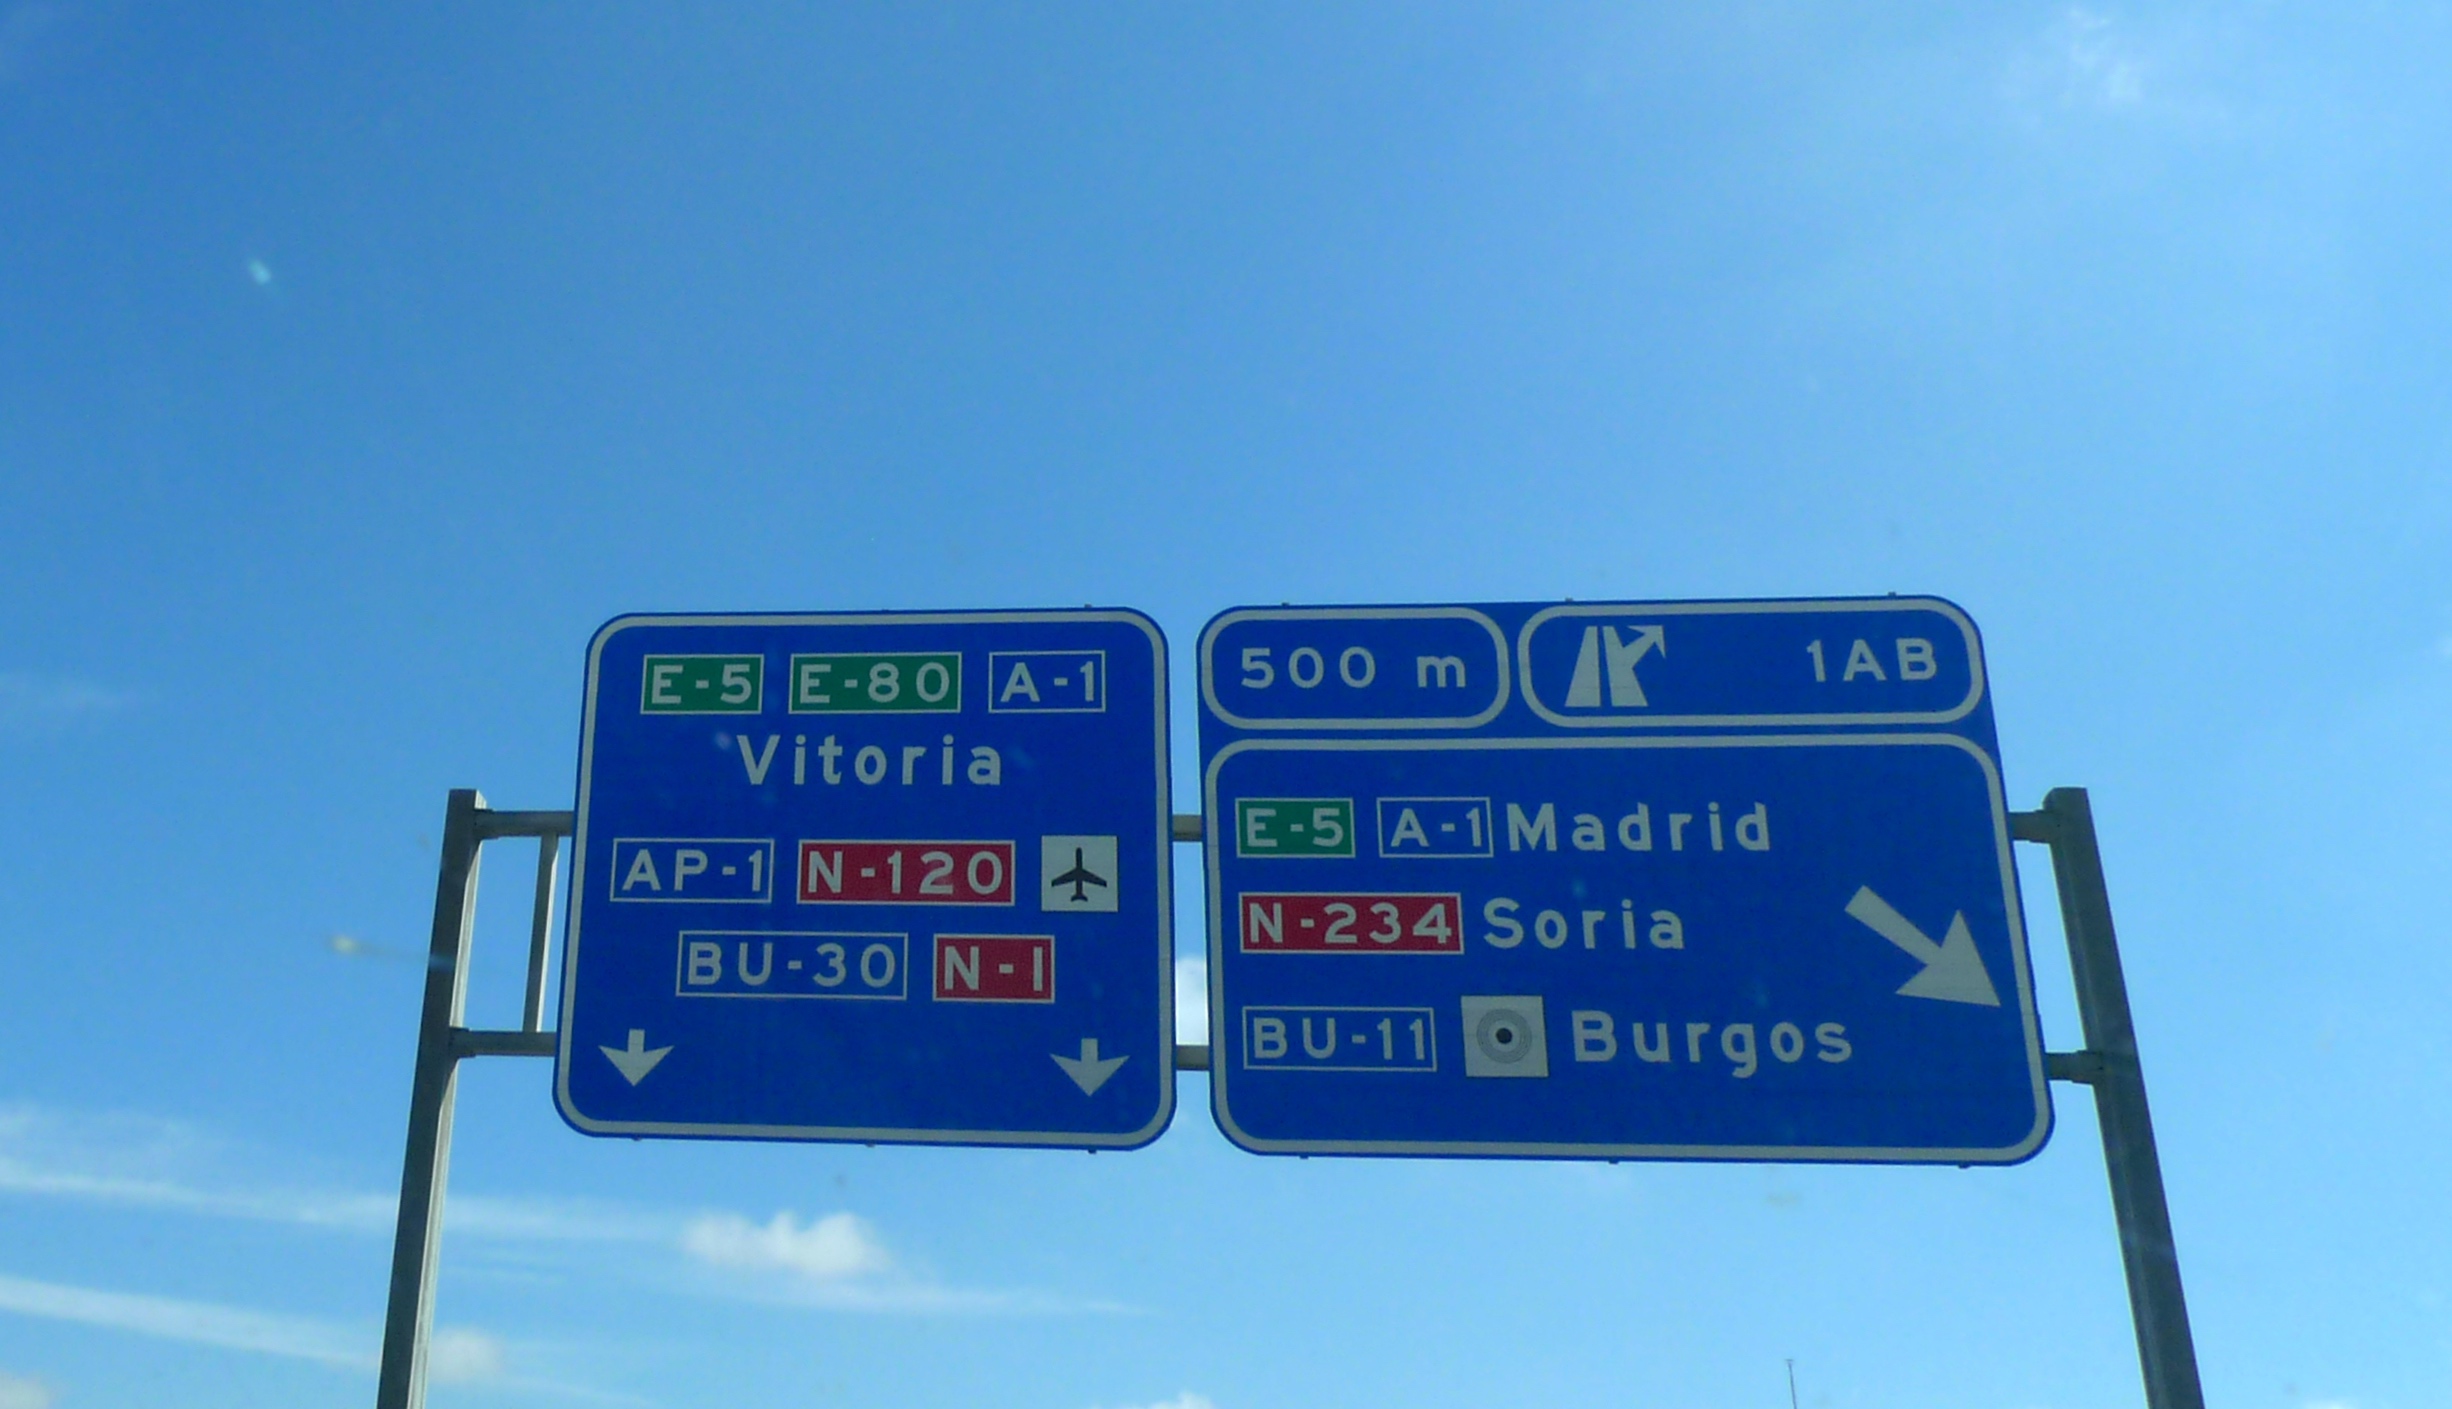 E-5 E-80 A-1
Vitoria
AP-1 N-120
BU-30 N-I
500 m 1AB
E-5 A-1 Madrid
N-234 Soria
BU-11 Burgos